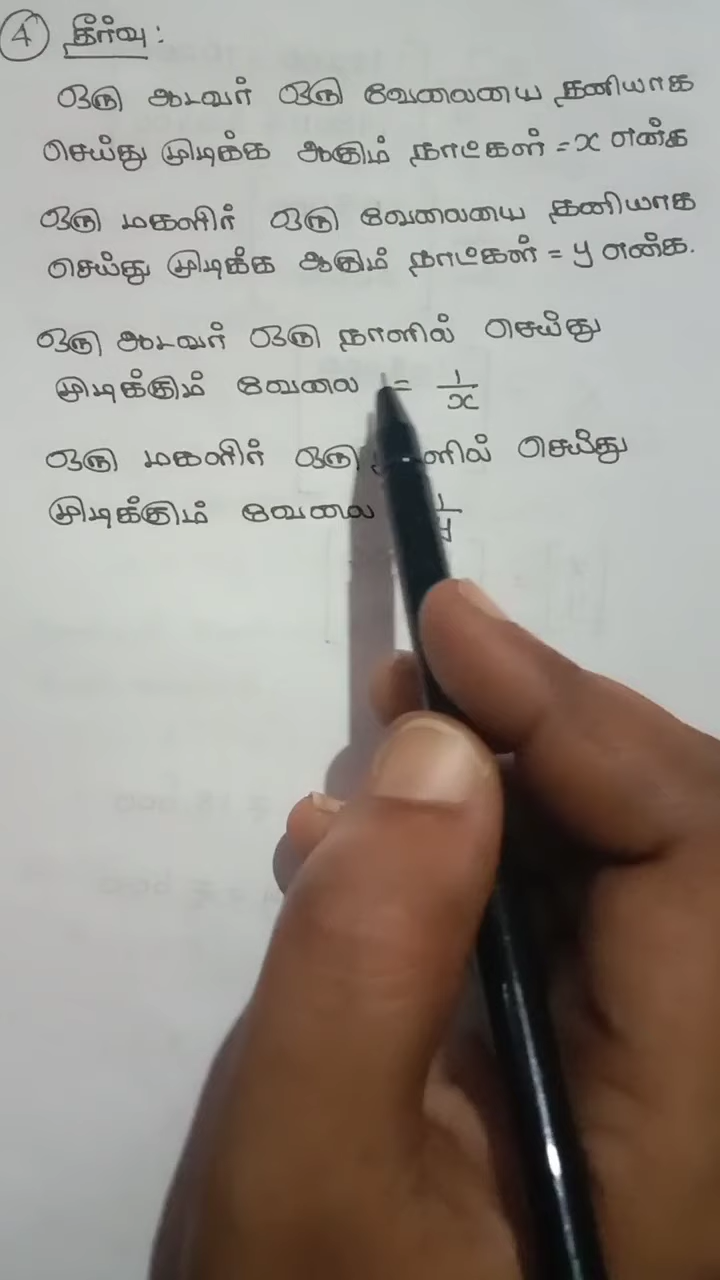 4 தீர்வு :
ஒரு ஆடவர் ஒரு வேலையை தனியாக
செய்து முடிக்க ஆகும் நாட்கள் = x என்க
ஒரு மகளிர் ஒரு வேலையை தனியாக
செய்து முடிக்க ஆகும் நாட்கள் = y என்க.
ஒரு ஆடவர் ஒரு நாளில் செய்து
முடிக்கும் வேலை = 1/x
ஒரு மகளிர் ஒரு செய்து
முடிக்கும் வேலை 1/y